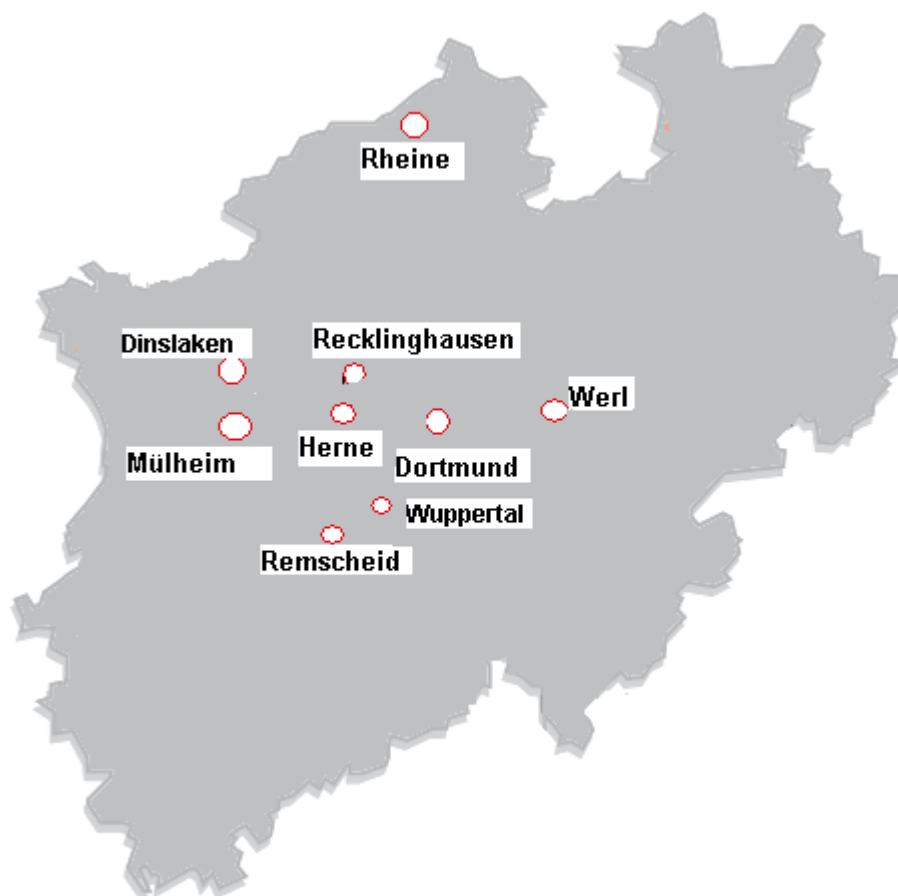 Rheine
Dinslaken
Recklinghausen
Werl
Mülheim
Herne
Dortmund
Wuppertal
Remscheid